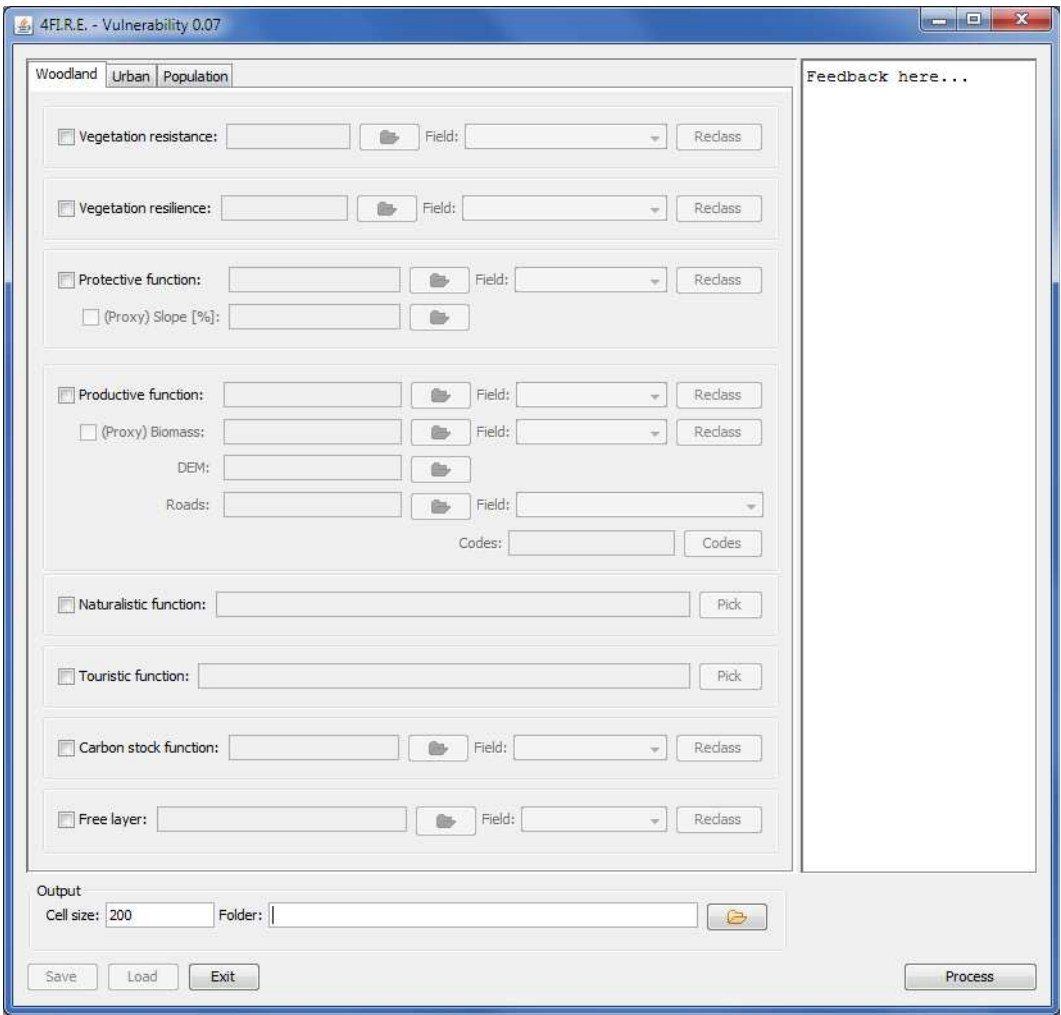 4FI.R.E. - Vulnerability 0.07
Woodland Urban Population
Feedback here...
Vegetation resistance: Field: Reclass
Vegetation resilience: Field: Reclass
Protective function: Field: Reclass
(Proxy) Slope [%]:
Productive function: Field: Reclass
(Proxy) Biomass: Field: Reclass
DEM:
Roads: Field:
Codes: Codes
Naturalistic function: Pick
Touristic function: Pick
Carbon stock function: Field: Reclass
Free layer: Field: Reclass
Output
Cell size: 200 Folder:
Save Load Exit Process